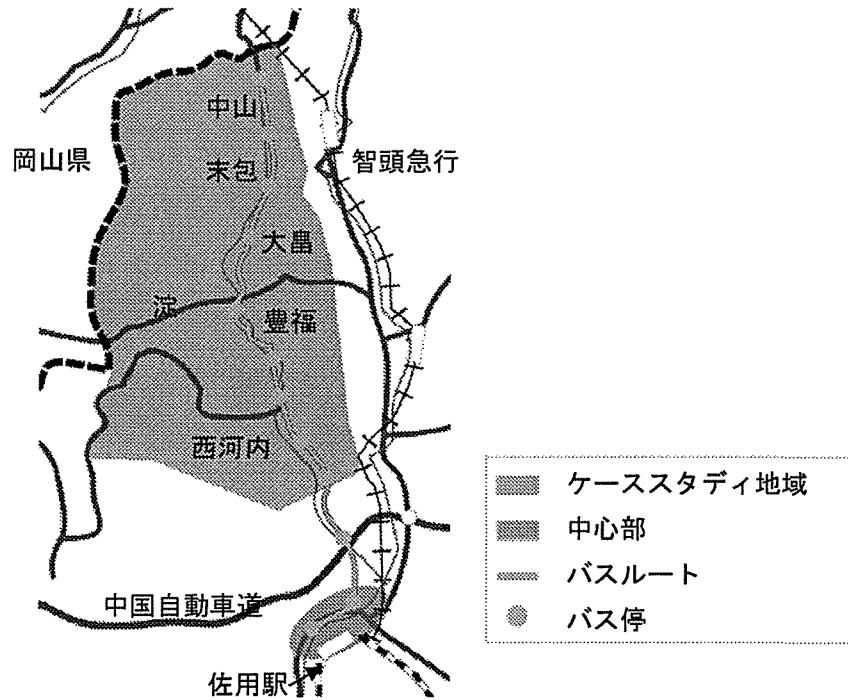 中山
岡山県
智頭急行
末包
大畠
淀
豊福
西河内
ケーススタディ地域
中心部
バスルート
中国自動車道
バス停
佐用駅